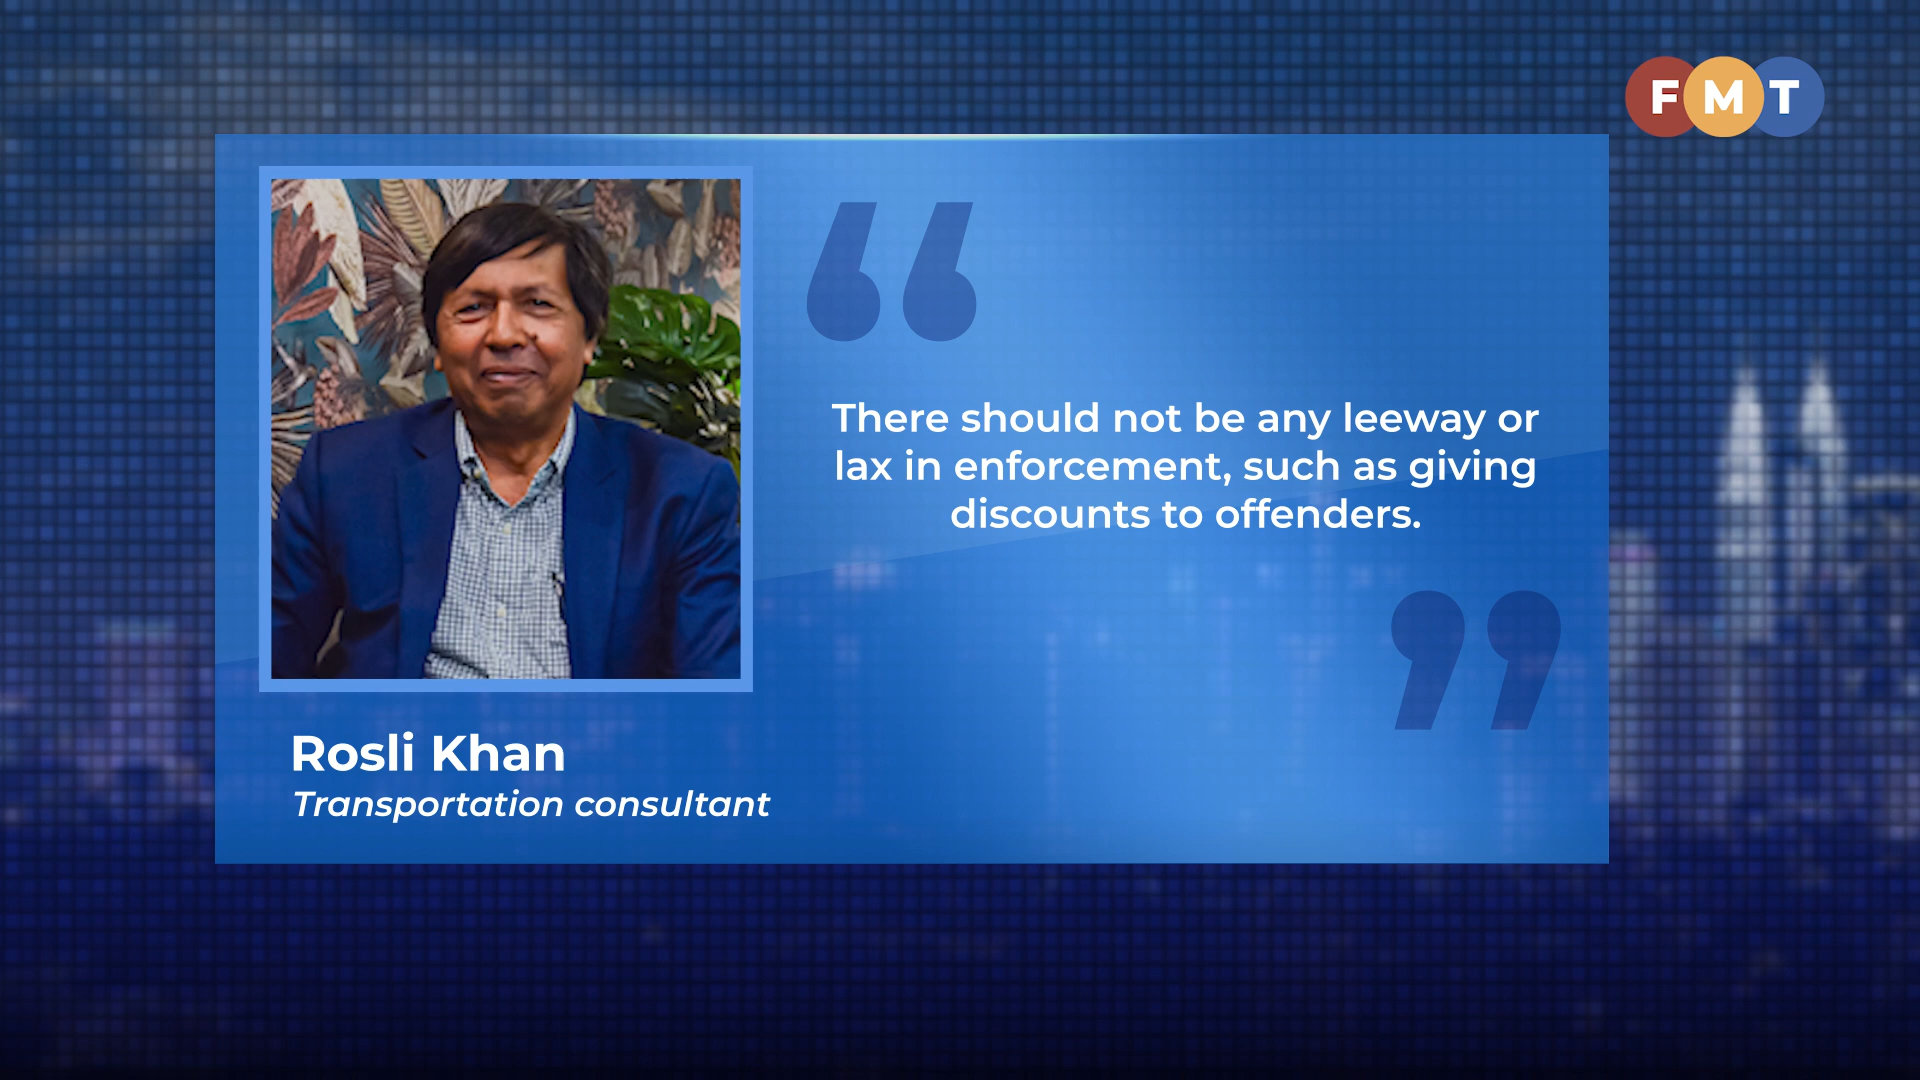 FMT
There should not be any leeway or
lax in enforcement, such as giving
discounts to offenders.
Rosli Khan
Transportation consultant